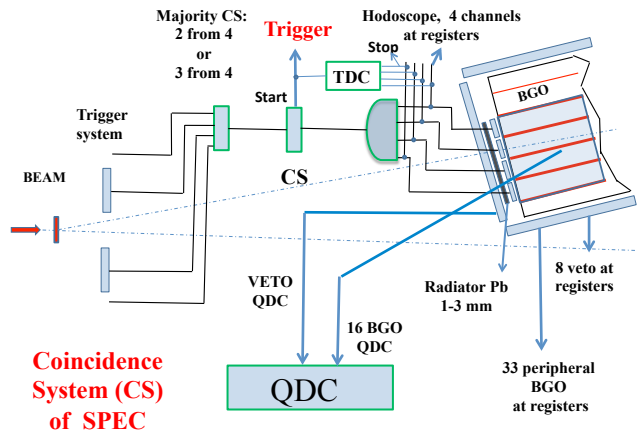 Majority CS:
2 from 4
or
3 from 4
Trigger
Hodoscope, 4 channels
at registers
Stop
TDC
Start
BGO
Trigger
system
BEAM
CS
VETO
QDC
16 BGO
QDC
Radiator Pb
1-3 mm
8 veto at
registers
33 peripheral
BGO
at registers
QDC
Coincidence
System (CS)
of SPEC